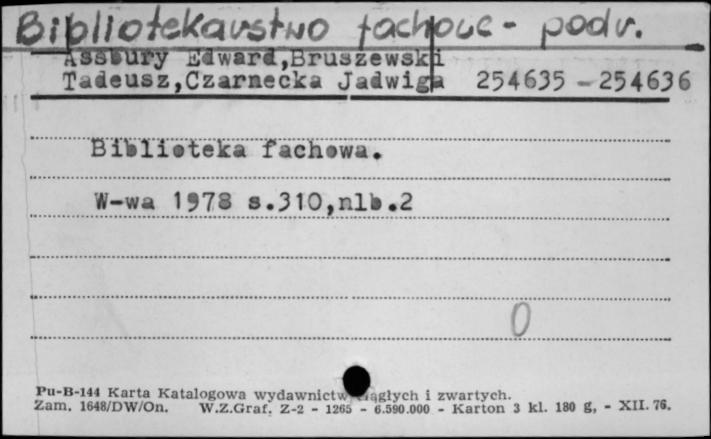 Bibliotekarstwo fachowe - podr.
Assbury Edward,Bruszewski
Tadeusz,Czarnecka Jadwiga 254635 - 254636
Biblioteka fachowa.
W-wa 1978 s.310,nlb.2
0
Pu-B-144 Karta Katalogowa wydawnictw ciągłych i zwartych.
Zam. 1648/DW/On. W.Z.Graf. Z-2 - 1265 - 6.590.000 - Karton 3 kl. 180 g, - XII. 76.